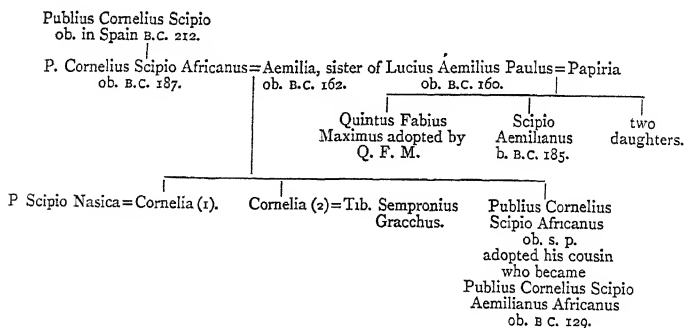 Publius Cornelius Scipio
ob. in Spain B.C. 212.
P. Cornelius Scipio Africanus=Aemilia, sister of Lucius Áemilius Paulus=Papiria
ob. B.C. 187. ob. B.C. 162. ob. B.C. 160.
Quintus Fabius
Maximus adopted by
Q. F. M.
Scipio
Aemilianus
b. B.C. 185.
two
daughters.
P Scipio Nasica=Cornelia (1).
Cornelia (2)=Tib. Sempronius
Gracchus.
Publius Cornelius
Scipio Africanus
ob. s. p.
adopted his cousin
who became
Publius Cornelius Scipio
Aemilianus Africanus
ob. B C. 129.